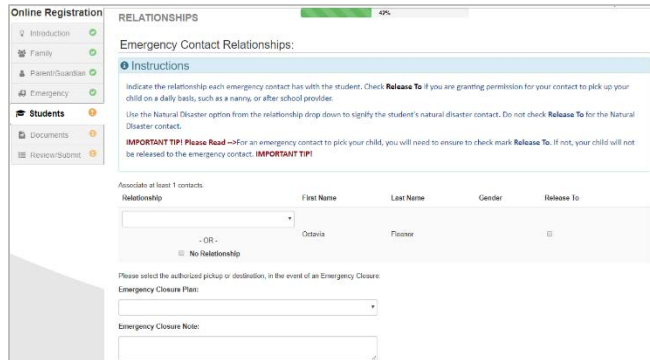 Online Registration
Introduction
Family
Parent/Guardian
Emergency
Students
Documents
Review/Submit
RELATIONSHIPS
43%
Emergency Contact Relationships:
Instructions
Indicate the relationship each emergency contact has with the student. Check Release To if you are granting permission for your contact to pick up your
child on a daily basis, such as a nanny, or after school provider.
Use the Natural Disaster option from the relationship drop down to signify the student's natural disaster contact. Do not check Release To for the Natural
Disaster contact.
IMPORTANT TIP! Please Read -->For an emergency contact to pick your child, you will need to ensure to check mark Release To. If not, your child will not
be released to the emergency contact. IMPORTANT TIP!
Associate at least 1 contacts.
Relationship First Name Last Name Gender Release To
Octavia Eleanor
- OR -
No Relationship
Please select the authorized pickup or destination, in the event of an Emergency Closure:
Emergency Closure Plan:
Emergency Closure Note: